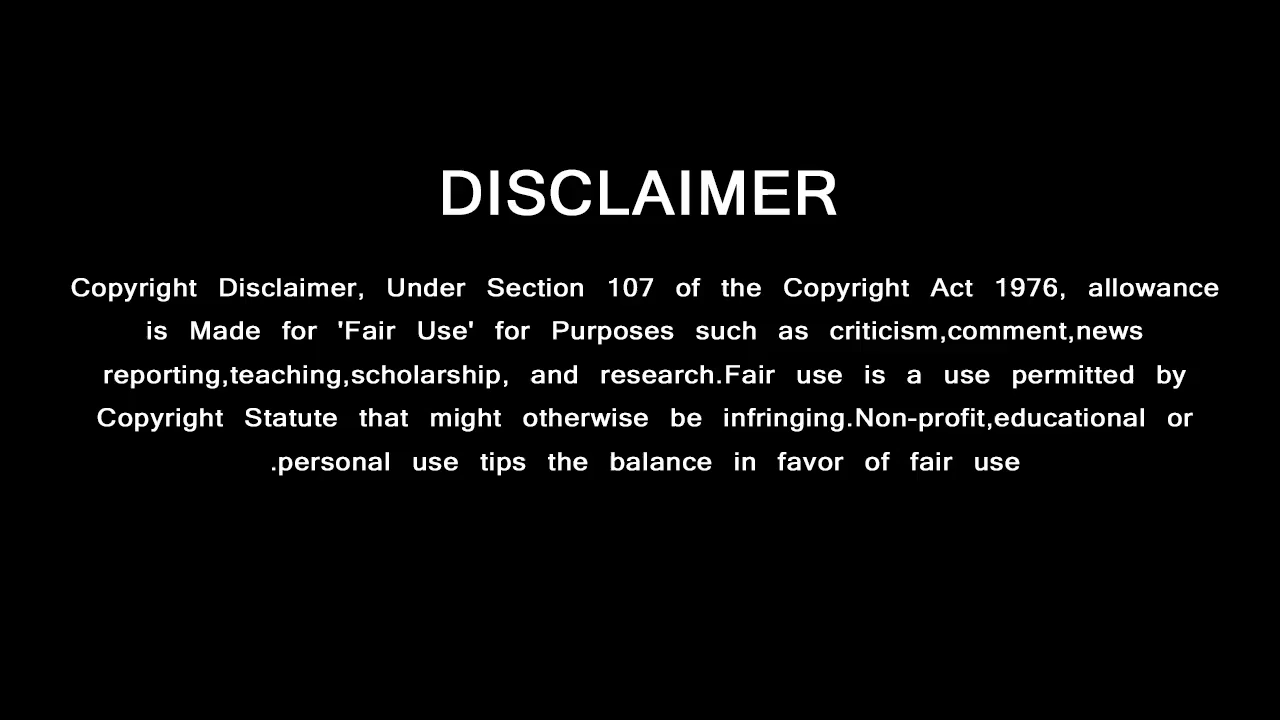 DISCLAIMER
Copyright Disclaimer, Under Section 107 of the Copyright Act 1976, allowance
is Made for 'Fair Use' for Purposes such as criticism,comment,news
reporting,teaching,scholarship, and research.Fair use is a use permitted by
Copyright Statute that might otherwise be infringing.Non-profit,educational or
.personal use tips the balance in favor of fair use